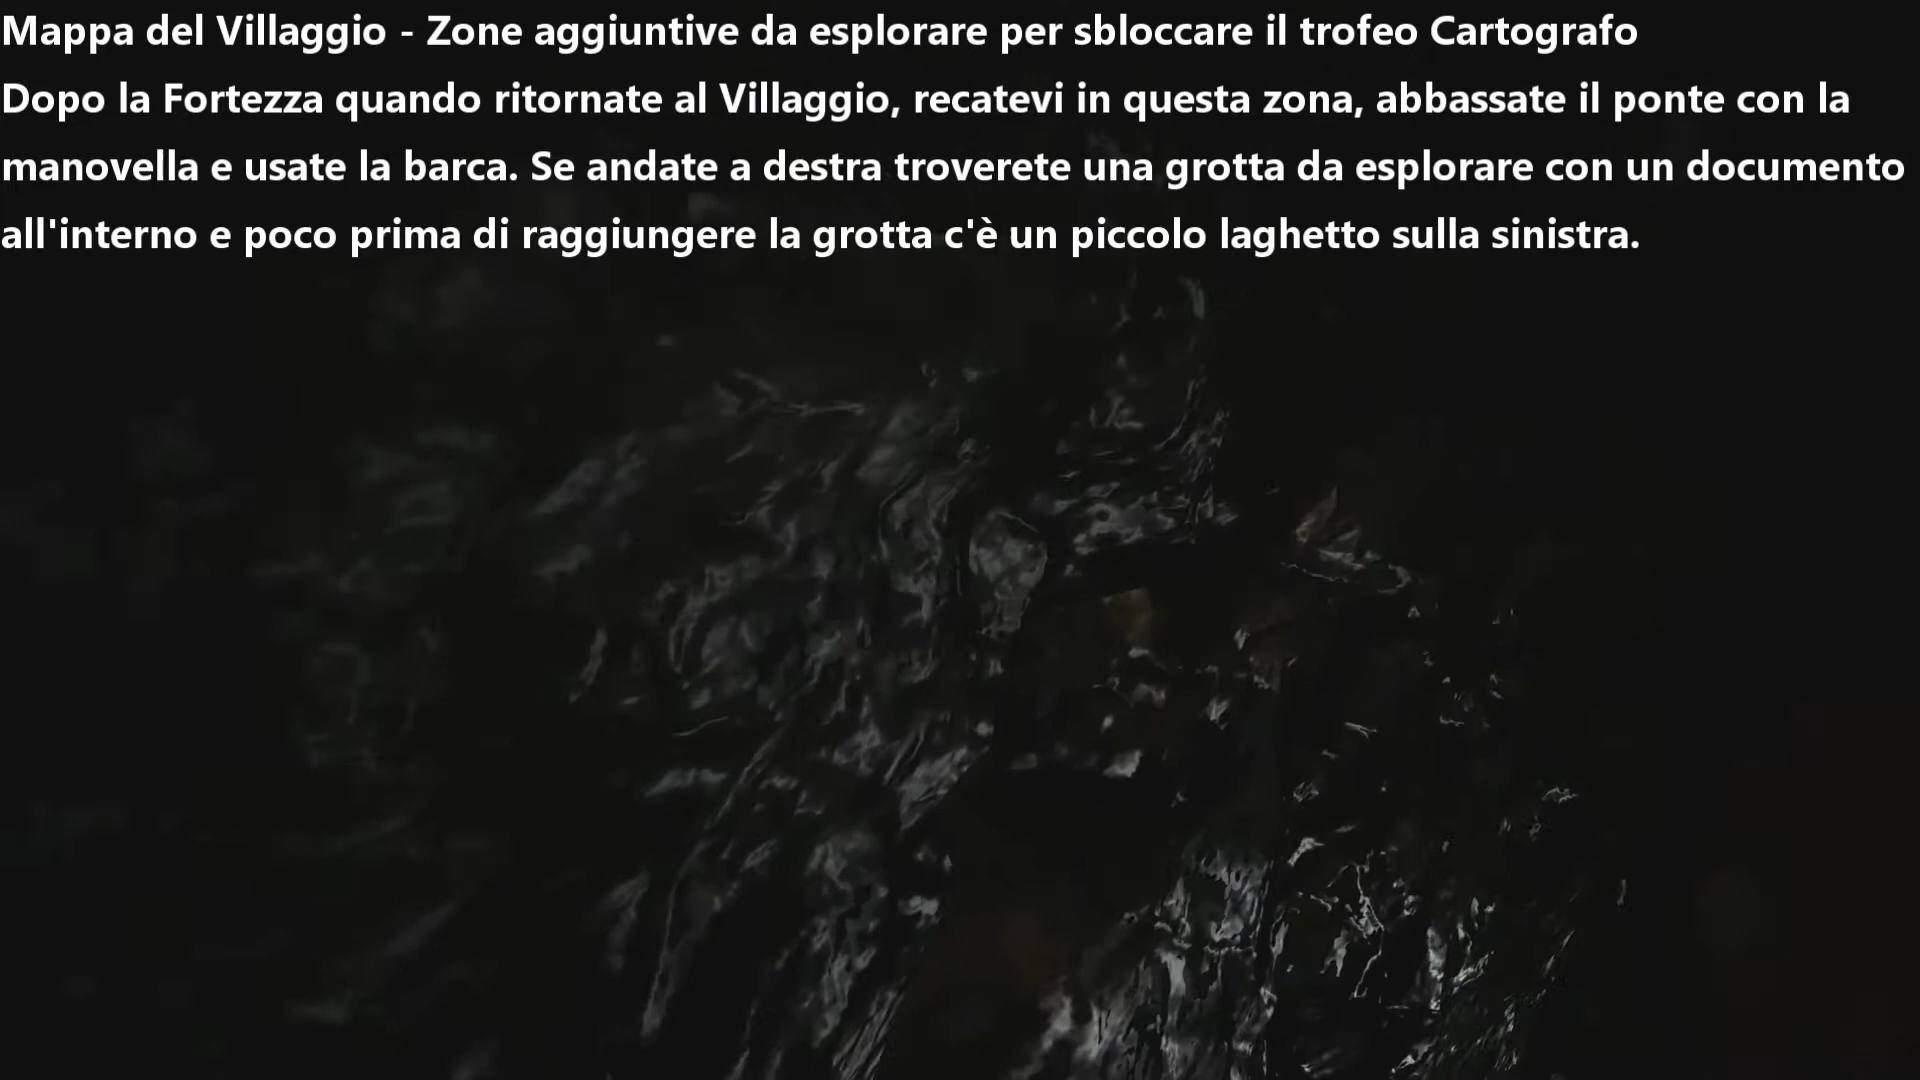 Mappa del Villaggio - Zone aggiuntive da esplorare per sbloccare il trofeo Cartografo
Dopo la Fortezza quando ritornate al Villaggio, recatevi in questa zona, abbassate il ponte con la
manovella e usate la barca. Se andate a destra troverete una grotta da esplorare con un documento
all'interno e poco prima di raggiungere la grotta c'è un piccolo laghetto sulla sinistra.